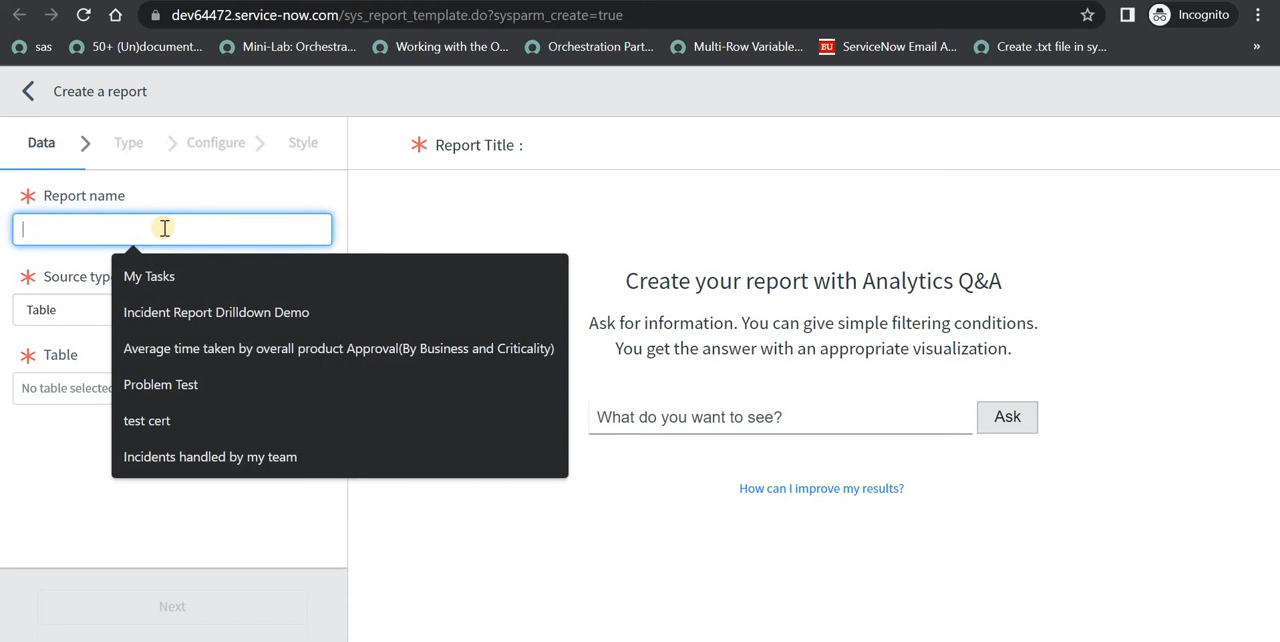 dev64472.service-now.com/sys_report_template.do?sysparm_create=true
Incognito
sas
50+ (Un)document...
Mini-Lab: Orchestra...
Working with the O...
Orchestration Part...
Multi-Row Variable...
BU
ServiceNow Email A...
Create .txt file in sy...
»
Create a report
Data
Type
Configure
Style
* Report Title :
* Report name
My Tasks
Incident Report Drilldown Demo
Average time taken by overall product Approval(By Business and Criticality)
Problem Test
test cert
Incidents handled by my team
* Source typ
Table
* Table
No table selected
Create your report with Analytics Q&A
Ask for information. You can give simple filtering conditions.
You get the answer with an appropriate visualization.
What do you want to see?
Ask
How can I improve my results?
Next